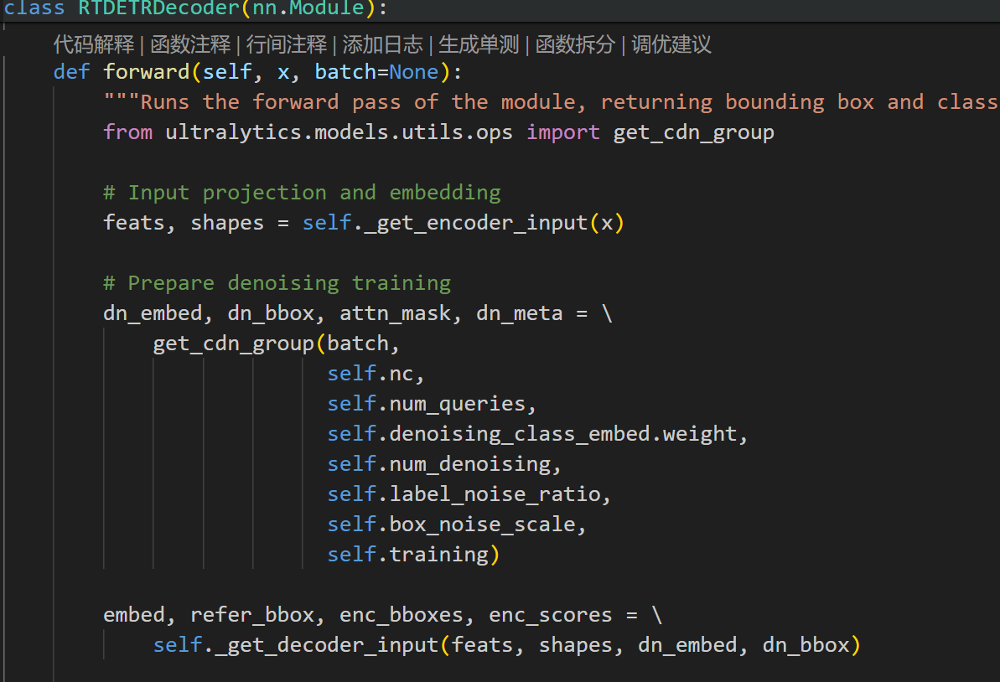 class RTDETRDecoder(nn.Module):
代码解释 | 函数注释 | 行间注释 | 添加日志 | 生成单测 | 函数拆分 | 调优建议
def forward(self, x, batch=None):
"""Runs the forward pass of the module, returning bounding box and class
from ultralytics.models.utils.ops import get_cdn_group
# Input projection and embedding
feats, shapes = self._get_encoder_input(x)
# Prepare denoising training
dn_embed, dn_bbox, attn_mask, dn_meta = \
get_cdn_group(batch,
self.nc,
self.num_queries,
self.denoising_class_embed.weight,
self.num_denoising,
self.label_noise_ratio,
self.box_noise_scale,
self.training)
embed, refer_bbox, enc_bboxes, enc_scores = \
self._get_decoder_input(feats, shapes, dn_embed, dn_bbox)